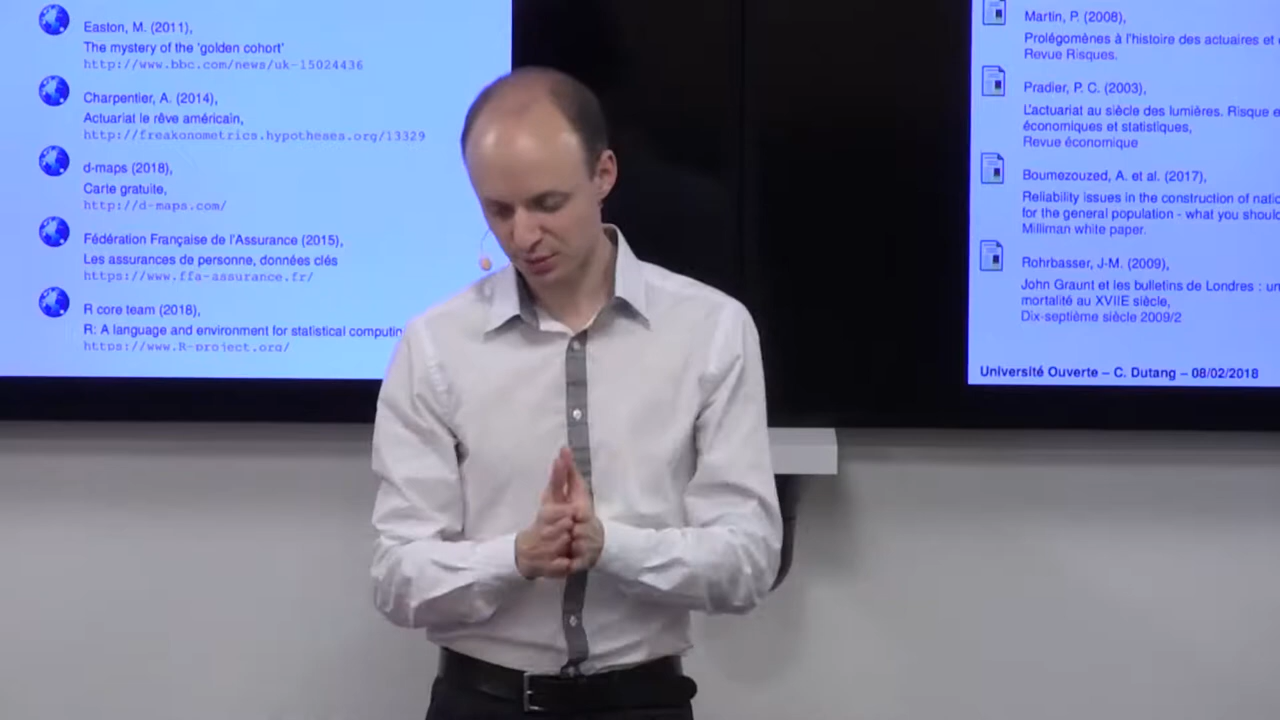 Easton, M. (2011),
The mystery of the 'golden cohort'
http://www.bbc.com/news/uk-15024436
Charpentier, A. (2014),
Actuariat le rêve américain,
http://freakonometrics.hypotheses.org/13329
d-maps (2018),
Carte gratuite,
http://d-maps.com/
Fédération Française de l'Assurance (2015),
Les assurances de personne, données clés
https://www.ffa-assurance.fr/
R core team (2018),
R: A language and environment for statistical computin
https://www.R-project.org/
Martin, P. (2008),
Prolégomènes à l'histoire des actuaires et
Revue Risques.
Pradier, P. C. (2003),
L'actuariat au siècle des lumières. Risque e
économiques et statistiques,
Revue économique
Boumezouzed, A. et al. (2017),
Reliability issues in the construction of natio
for the general population - what you should
Milliman white paper.
Rohrbasser, J-M. (2009),
John Graunt et les bulletins de Londres : un
mortalité au XVIIE siècle,
Dix-septième siècle 2009/2
Université Ouverte – C. Dutang – 08/02/2018